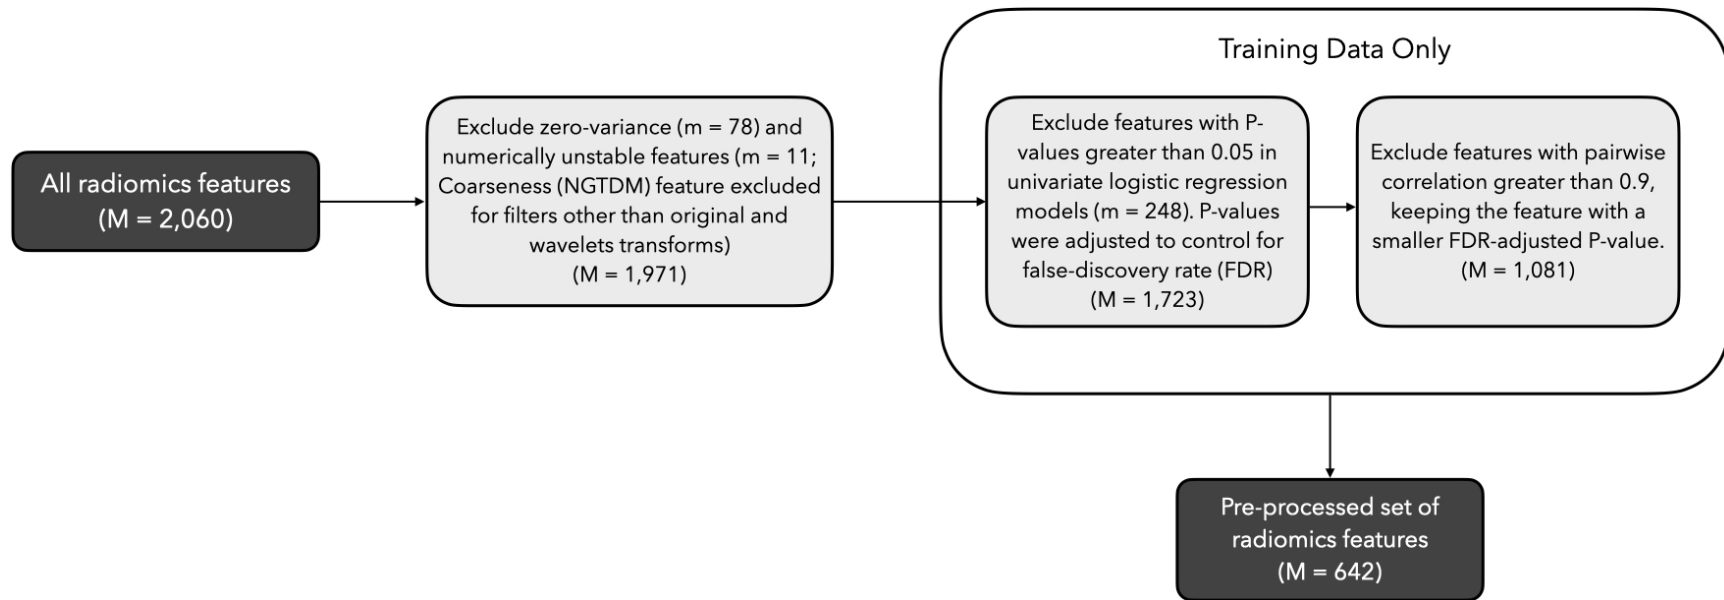 All radiomics features
(M = 2,060)
Exclude zero-variance (m = 78) and
numerically unstable features (m = 11;
Coarseness (NGTDM) feature excluded
for filters other than original and
wavelets transforms)
(M = 1,971)
Training Data Only
Exclude features with P-
values greater than 0.05 in
univariate logistic regression
models (m = 248). P-values
were adjusted to control for
false-discovery rate (FDR)
(M = 1,723)
Exclude features with pairwise
correlation greater than 0.9,
keeping the feature with a
smaller FDR-adjusted P-value.
(M = 1,081)
Pre-processed set of
radiomics features
(M = 642)